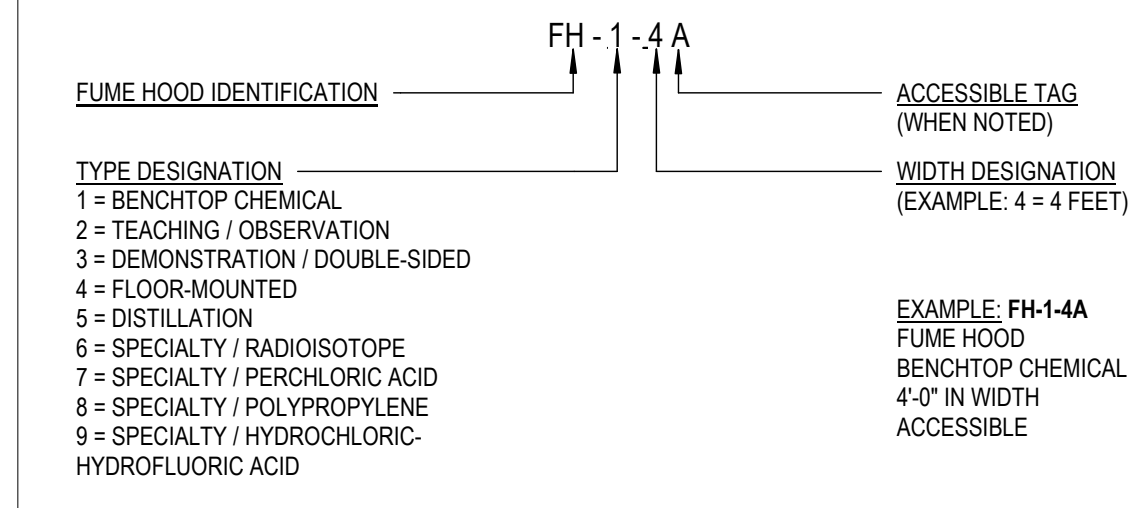 FH - 1 - 4 A
FUME HOOD IDENTIFICATION
TYPE DESIGNATION
1 = BENCHTOP CHEMICAL
2 = TEACHING / OBSERVATION
3 = DEMONSTRATION / DOUBLE-SIDED
4 = FLOOR-MOUNTED
5 = DISTILLATION
6 = SPECIALTY / RADIOISOTOPE
7 = SPECIALTY / PERCHLORIC ACID
8 = SPECIALTY / POLYPROPYLENE
9 = SPECIALTY / HYDROCHLORIC-
HYDROFLUORIC ACID
ACCESSIBLE TAG
(WHEN NOTED)
WIDTH DESIGNATION
(EXAMPLE: 4 = 4 FEET)
EXAMPLE: FH-1-4A
FUME HOOD
BENCHTOP CHEMICAL
4'-0" IN WIDTH
ACCESSIBLE